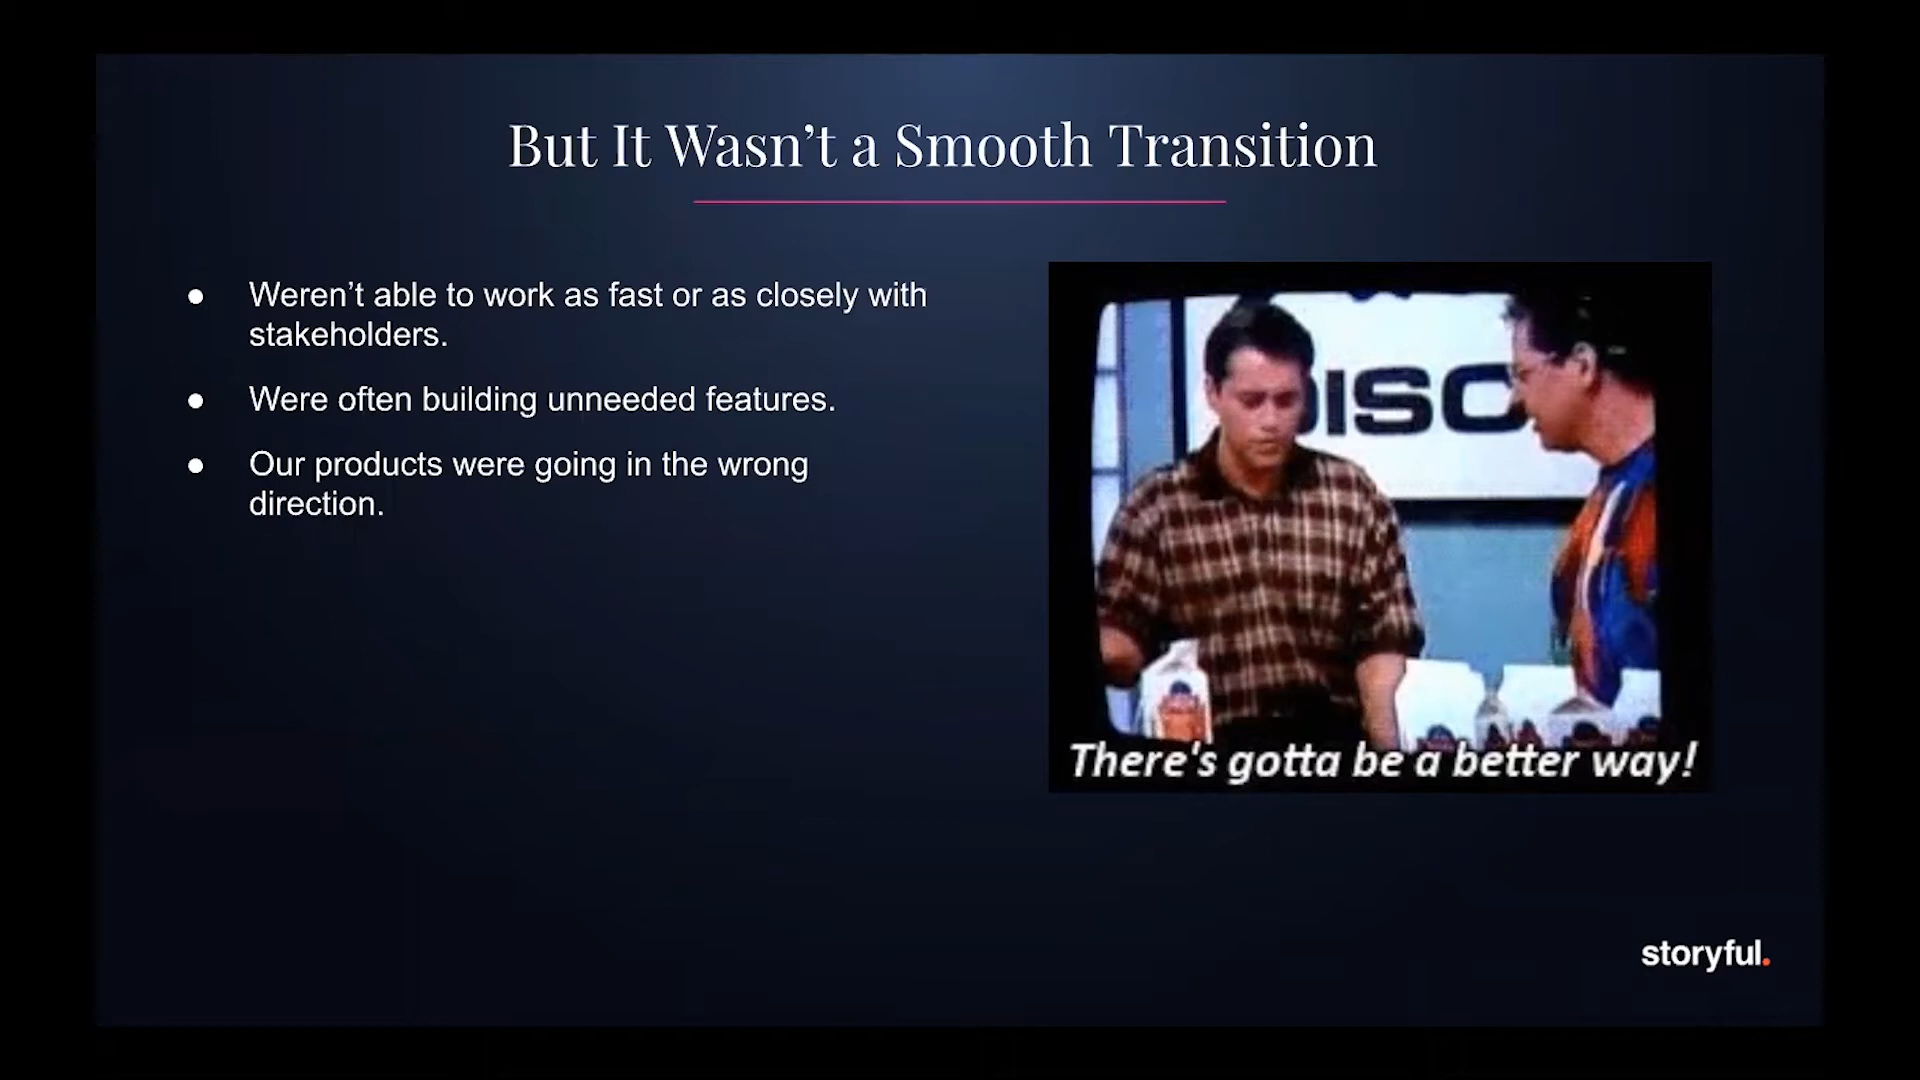 But It Wasn’t a Smooth Transition
● Weren’t able to work as fast or as closely with
stakeholders.
● Were often building unneeded features.
● Our products were going in the wrong
direction.
DISC
There's gotta be a better way!
storyful.